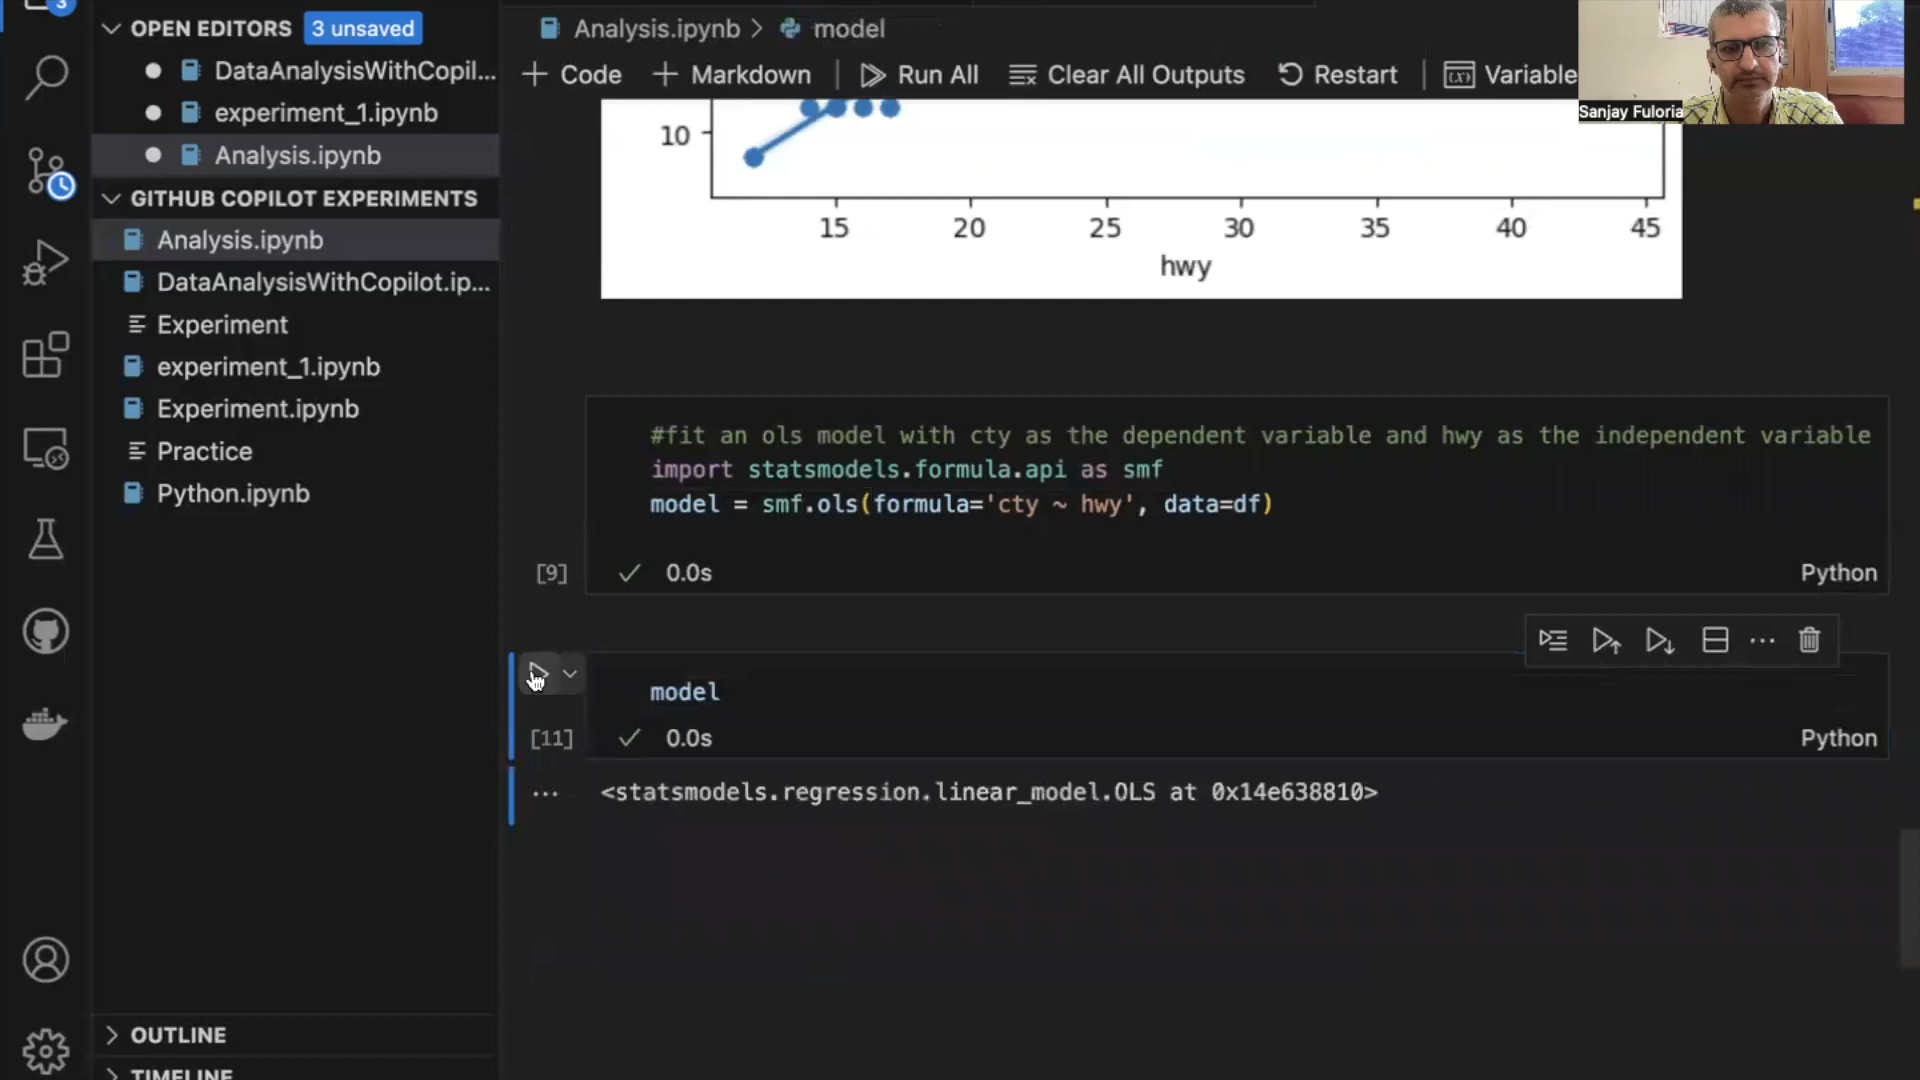 3
OPEN EDITORS 3 unsaved
DataAnalysisWithCopil...
experiment_1.ipynb
Analysis.ipynb
GITHUB COPILOT EXPERIMENTS
Analysis.ipynb
DataAnalysisWithCopilot.ip...
Experiment
experiment_1.ipynb
Experiment.ipynb
Practice
Python.ipynb
OUTLINE
TIMELINE
Analysis.ipynb > model
+ Code + Markdown | Run All Clear All Outputs Restart | Variable
Sanjay Fuloria
10
15 20 25 30 35 40 45
hwy
#fit an ols model with cty as the dependent variable and hwy as the independent variable
import statsmodels.formula.api as smf
model = smf.ols(formula='cty ~ hwy', data=df)
[9] ✓ 0.0s Python
model
[11] ✓ 0.0s Python
... <statsmodels.regression.linear_model.OLS at 0x14e638810>